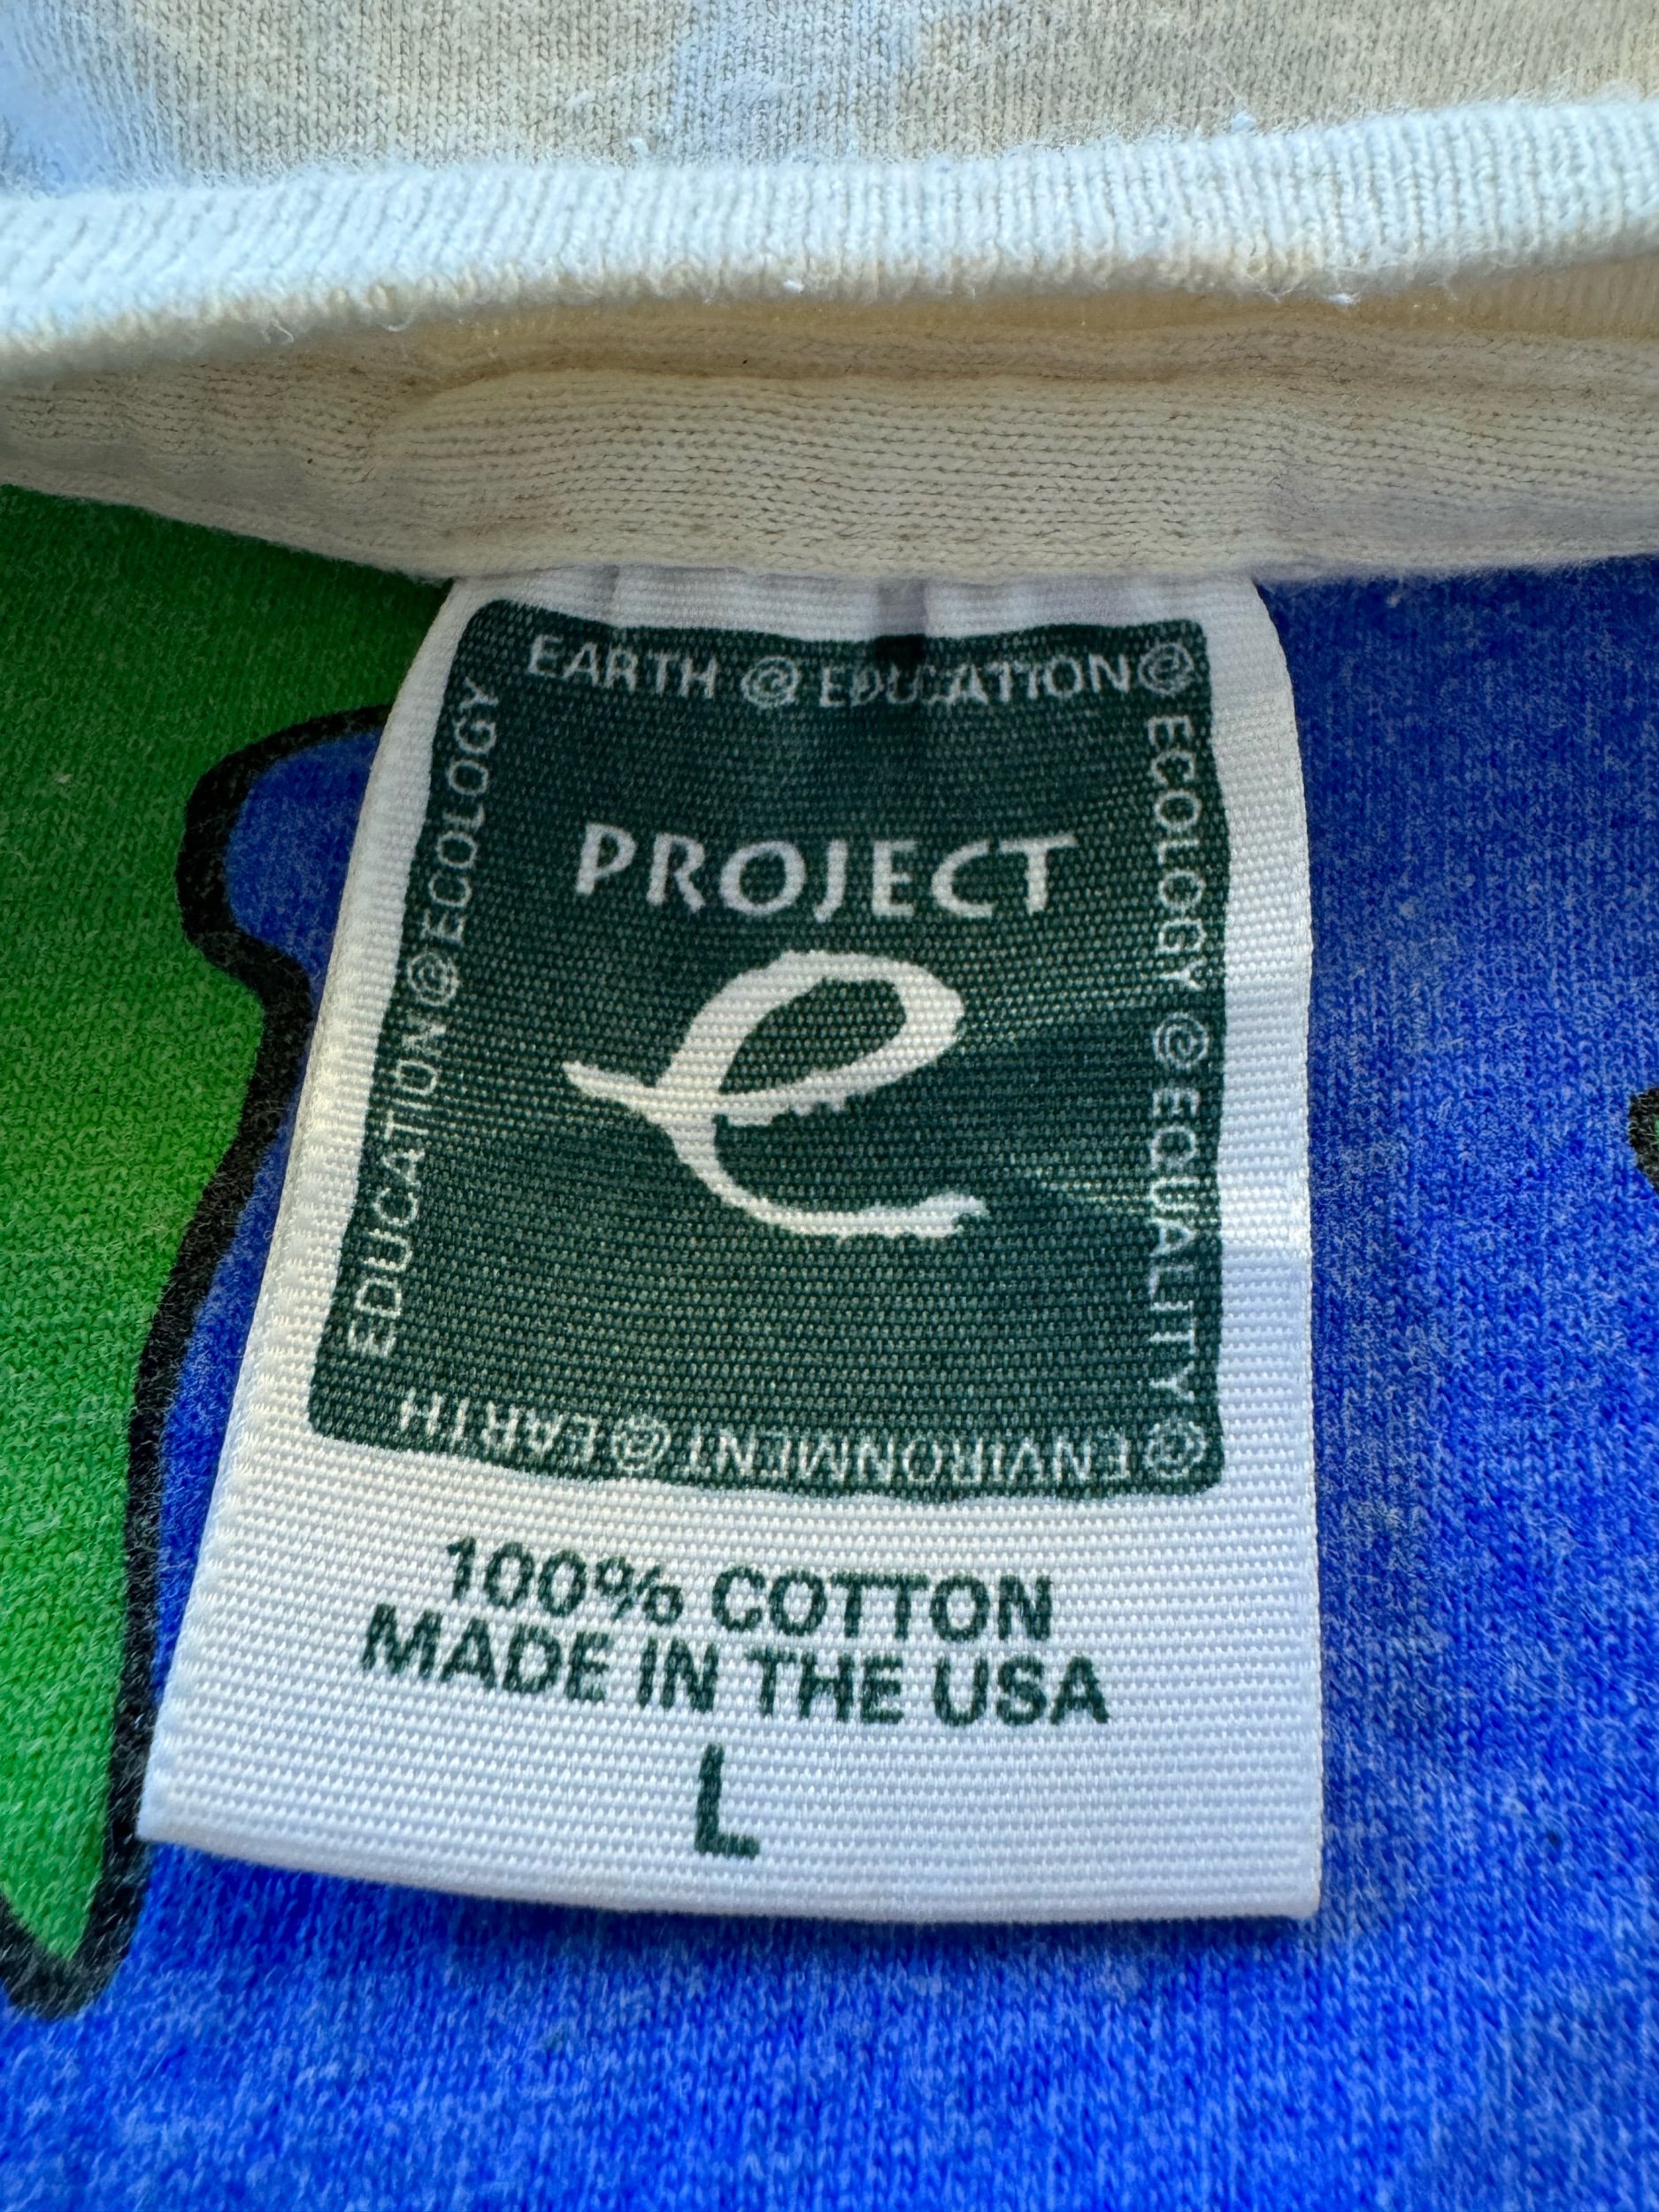 EARTH @ EDUCATION @
ECOLOGY @ EQUALITY
@ ENVIRONMENT @ EARTH
EDUCATION @ ECOLOGY
PROJECT
e
100% COTTON
MADE IN THE USA
L